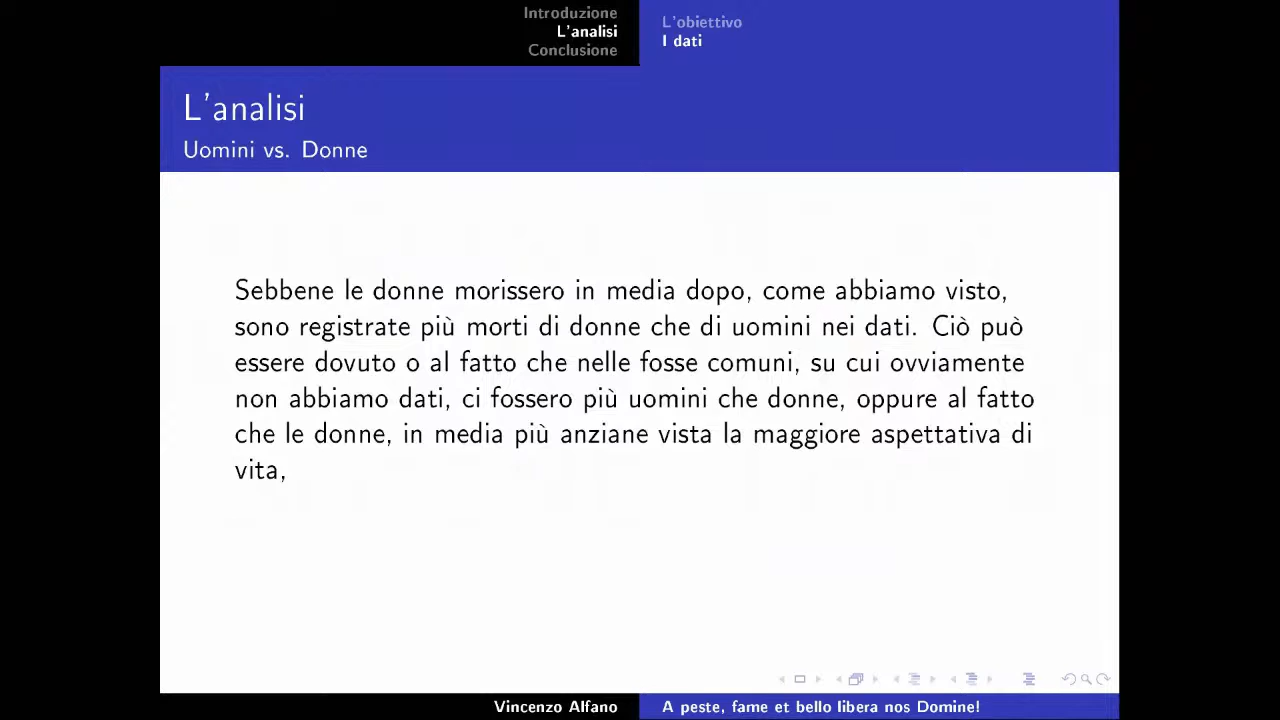 Introduzione
L'analisi
Conclusione
L'obiettivo
I dati
L'analisi
Uomini vs. Donne
Sebbene le donne morissero in media dopo, come abbiamo visto,
sono registrate più morti di donne che di uomini nei dati. Ciò può
essere dovuto o al fatto che nelle fosse comuni, su cui ovviamente
non abbiamo dati, ci fossero più uomini che donne, oppure al fatto
che le donne, in media più anziane vista la maggiore aspettativa di
vita,
Vincenzo Alfano
A peste, fame et bello libera nos Domine!